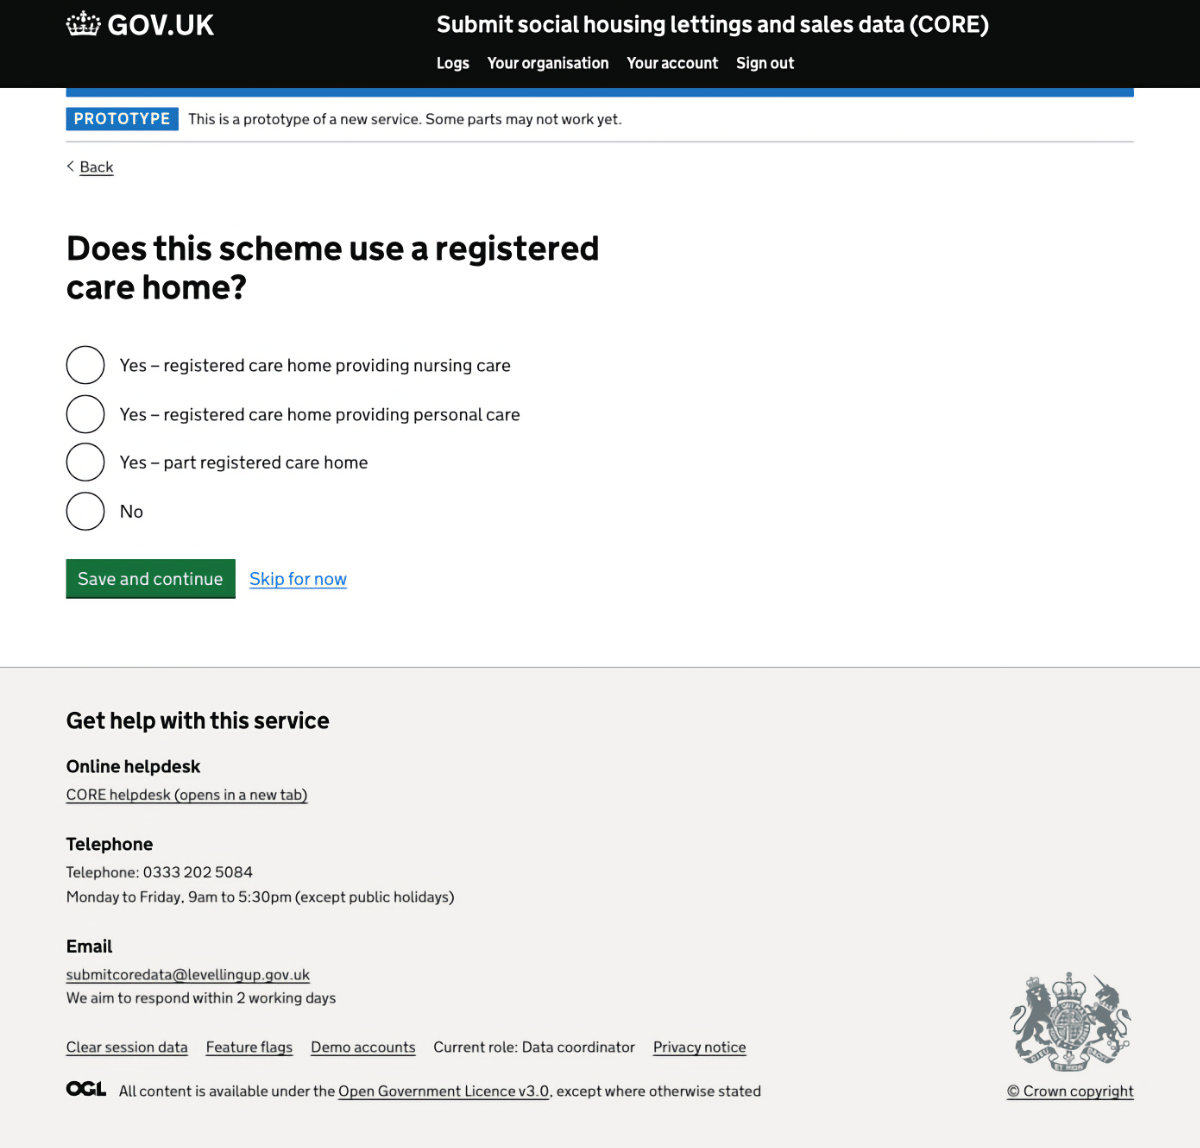 GOV.UK
Submit social housing lettings and sales data (CORE)
Logs Your organisation Your account Sign out
PROTOTYPE This is a prototype of a new service. Some parts may not work yet.
Back
Does this scheme use a registered
care home?
Yes – registered care home providing nursing care
Yes – registered care home providing personal care
Yes – part registered care home
No
Save and continue Skip for now
Get help with this service
Online helpdesk
CORE helpdesk (opens in a new tab)
Telephone
Telephone: 0333 202 5084
Monday to Friday, 9am to 5:30pm (except public holidays)
Email
submitcoredata@levellingup.gov.uk
We aim to respond within 2 working days
Clear session data Feature flags Demo accounts Current role: Data coordinator Privacy notice
OGL All content is available under the Open Government Licence v3.0, except where otherwise stated
© Crown copyright